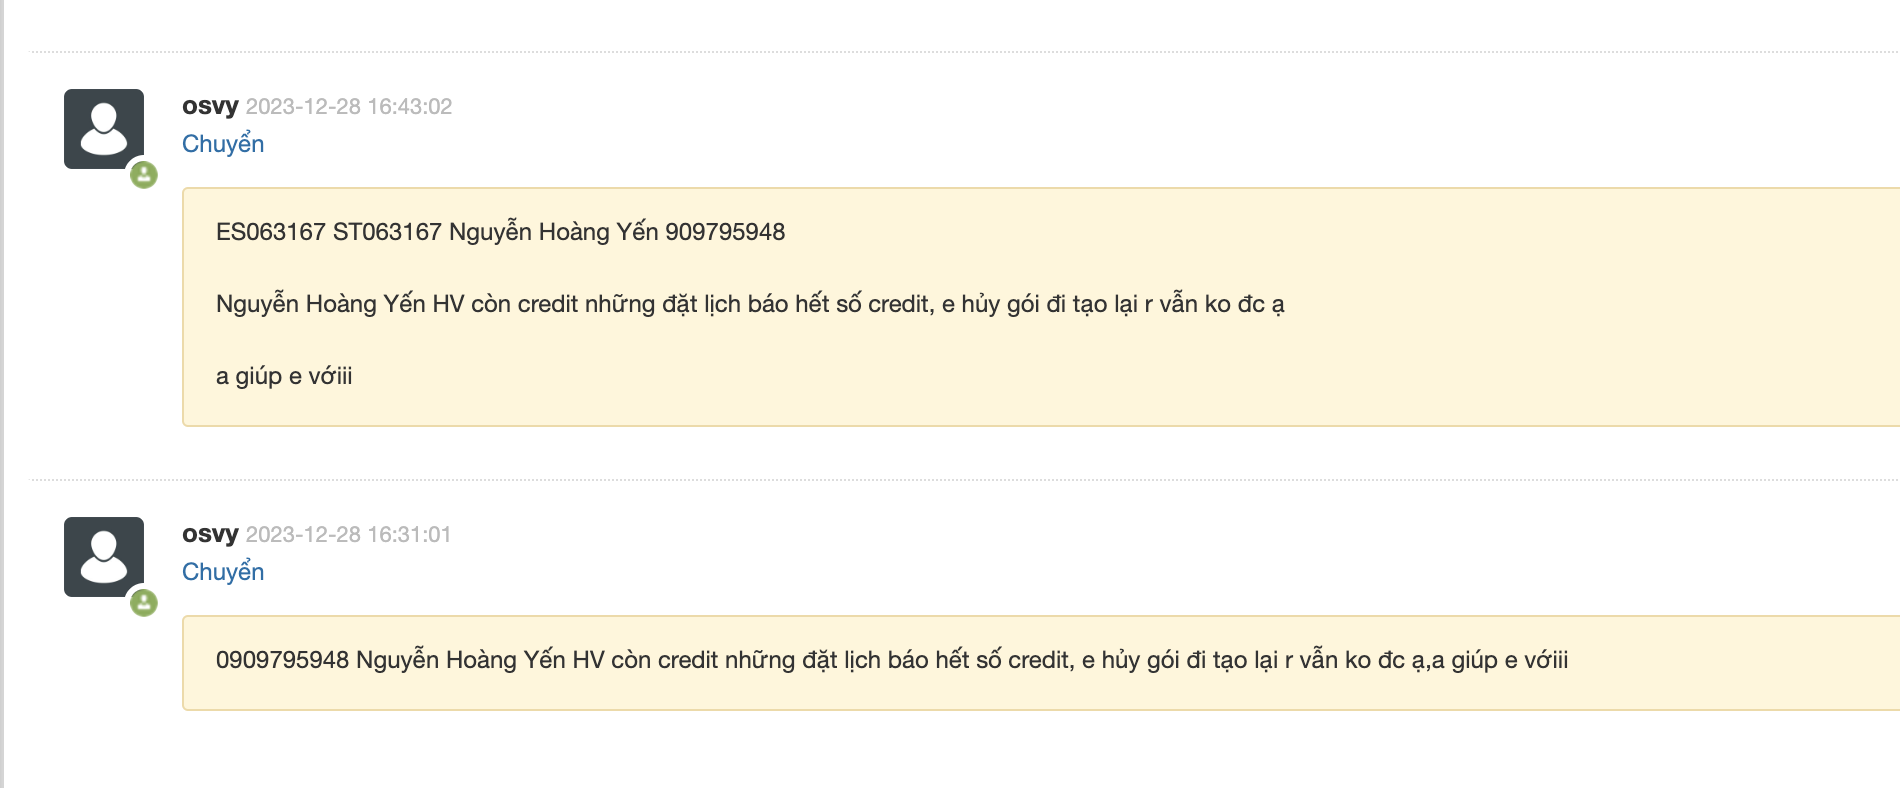 osvy 2023-12-28 16:43:02
Chuyển
ES063167 ST063167 Nguyễn Hoàng Yến 909795948
Nguyễn Hoàng Yến HV còn credit những đặt lịch báo hết số credit, e hủy gói đi tạo lại r vẫn ko đc ạ
a giúp e vớiii
osvy 2023-12-28 16:31:01
Chuyển
0909795948 Nguyễn Hoàng Yến HV còn credit những đặt lịch báo hết số credit, e hủy gói đi tạo lại r vẫn ko đc ạ,a giúp e vớiii